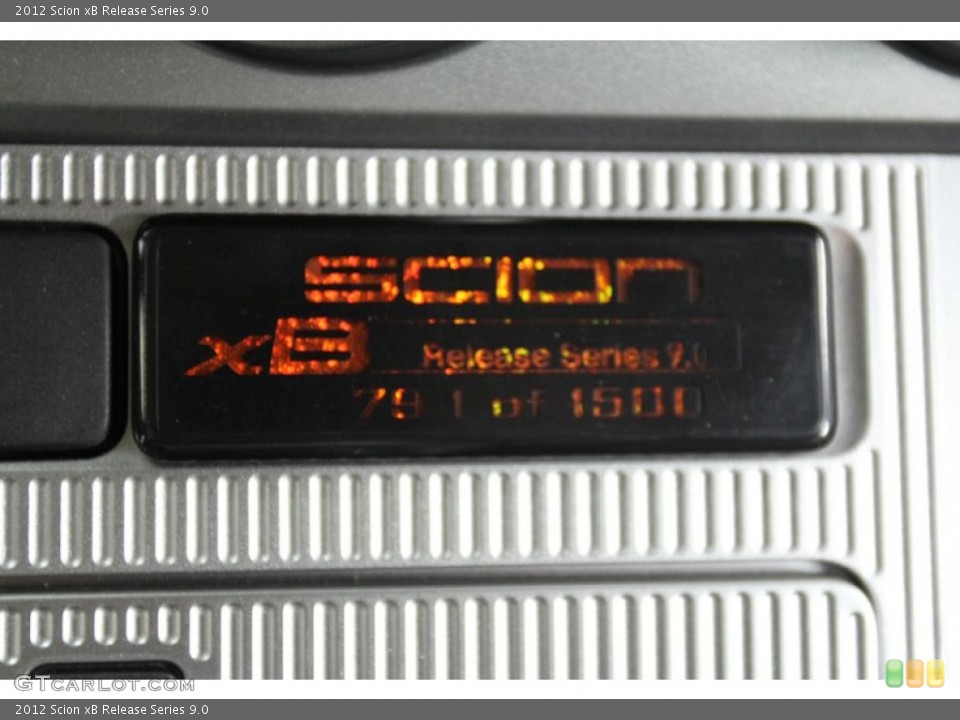 2012 Scion xB Release Series 9.0
scion
xB
Release Series 9.0
791 of 1500
GTCARLOT.COM
2012 Scion xB Release Series 9.0